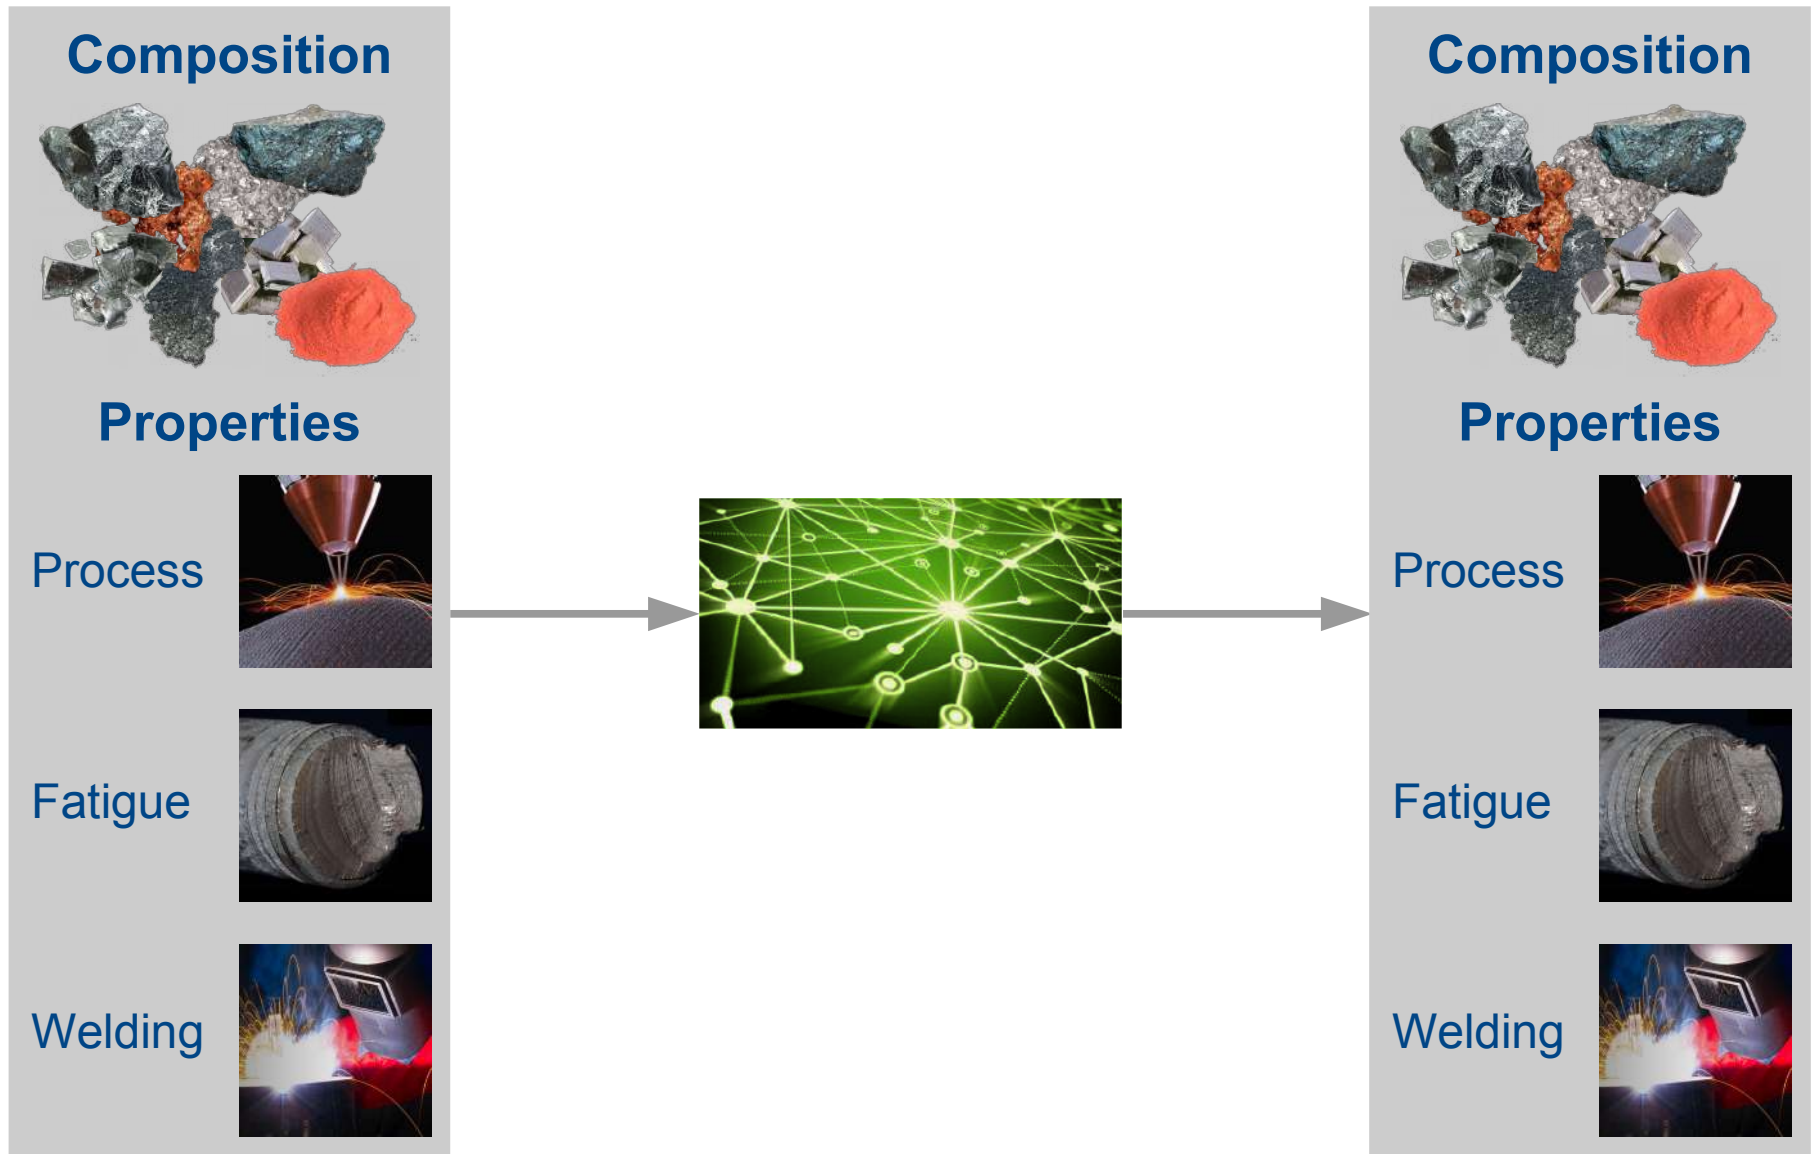 Composition
Properties
Process
Fatigue
Welding
Composition
Properties
Process
Fatigue
Welding